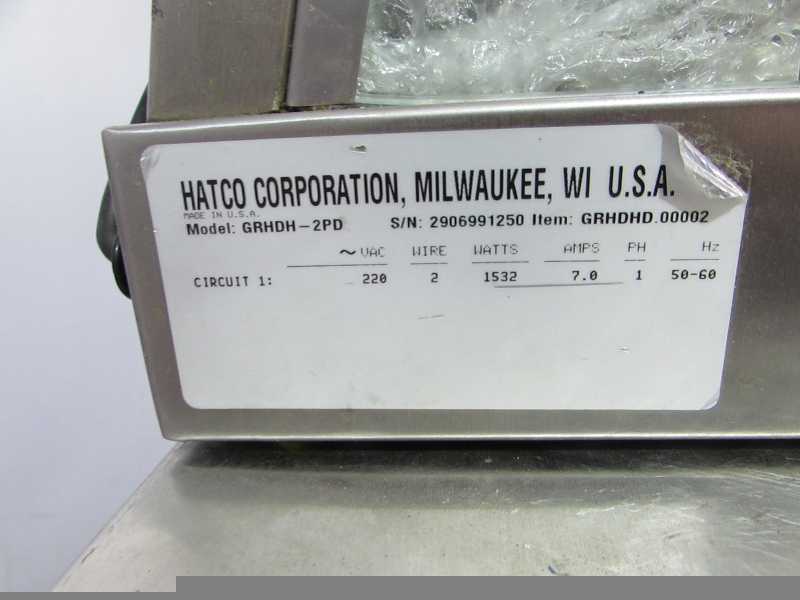 HATCO CORPORATION, MILWAUKEE, WI U.S.A.
MADE IN U.S.A.
Model: GRHDH-2PD S/N: 2906991250 Item: GRHDHD.00002
~VAC WIRE WATTS AMPS PH Hz
CIRCUIT 1: 220 2 1532 7.0 1 50-60